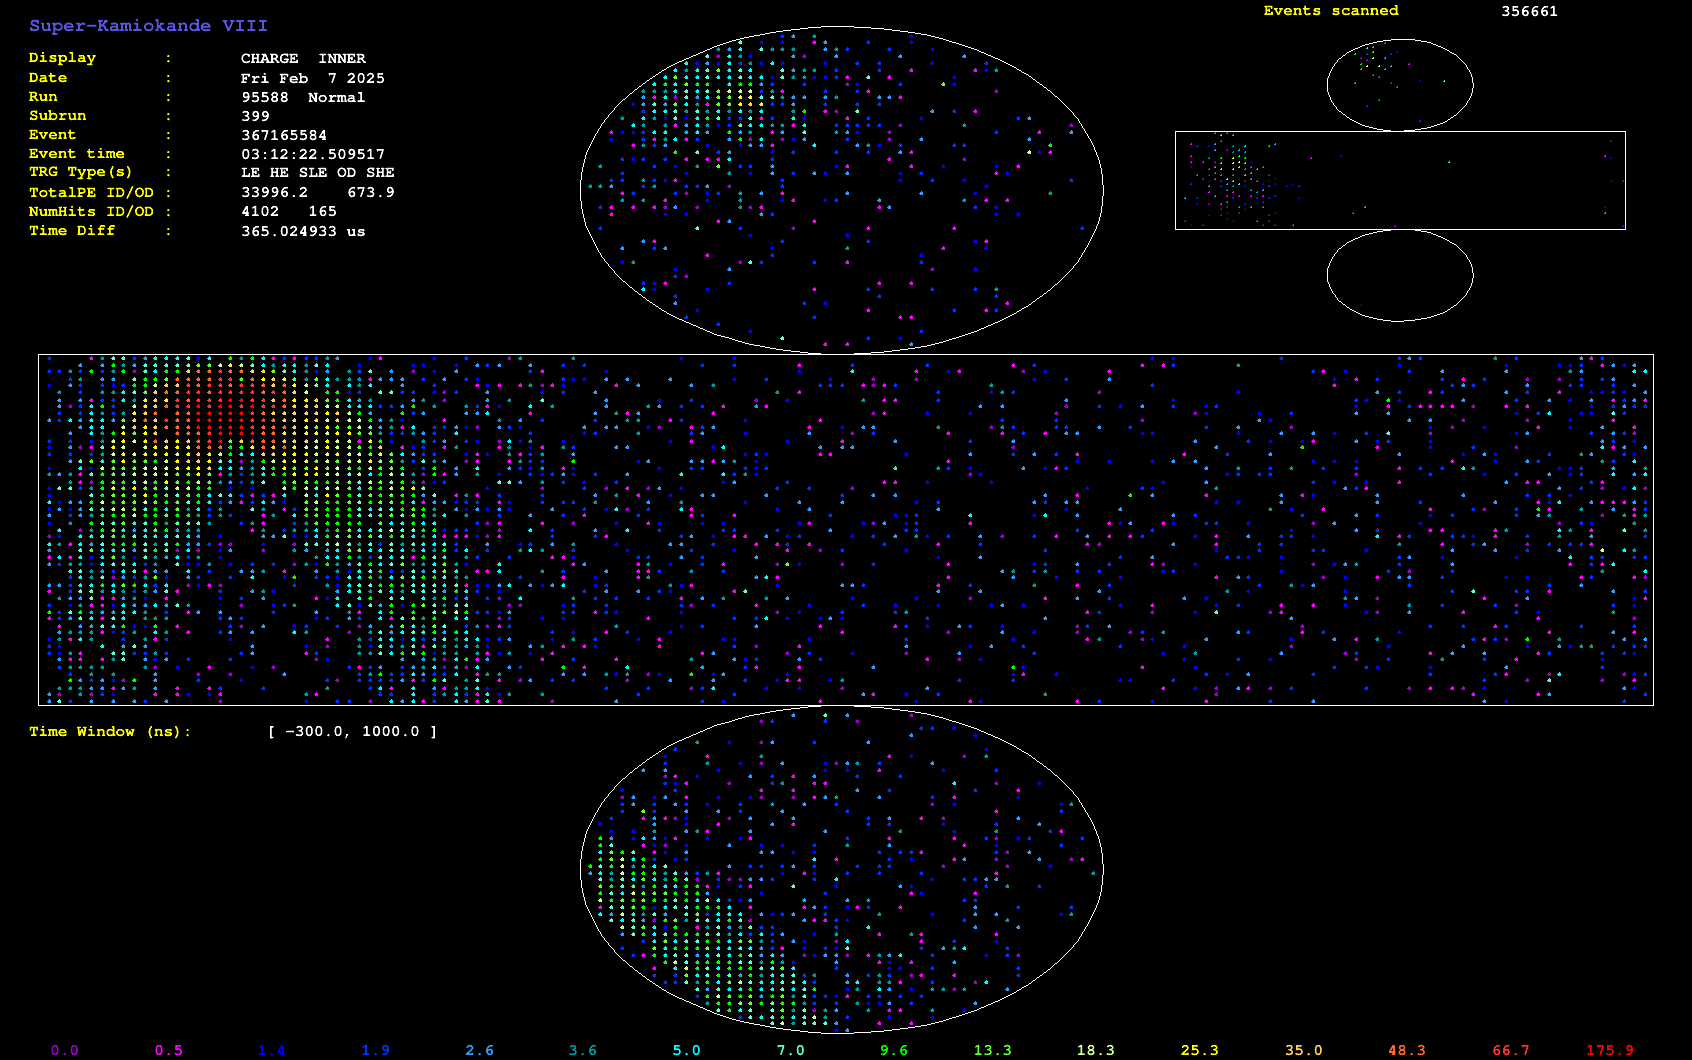 Super-Kamiokande VIII
Events scanned 356661
Display : CHARGE INNER
Date : Fri Feb 7 2025
Run : 95588 Normal
Subrun : 399
Event : 367165584
Event time : 03:12:22.509517
TRG Type(s) : LE HE SLE OD SHE
TotalPE ID/OD : 33996.2 673.9
NumHits ID/OD : 4102 165
Time Diff : 365.024933 us
Time Window (ns): [ -300.0, 1000.0 ]
0.0 0.5 1.4 1.9 2.6 3.6 5.0 7.0 9.6 13.3 18.3 25.3 35.0 48.3 66.7 175.9